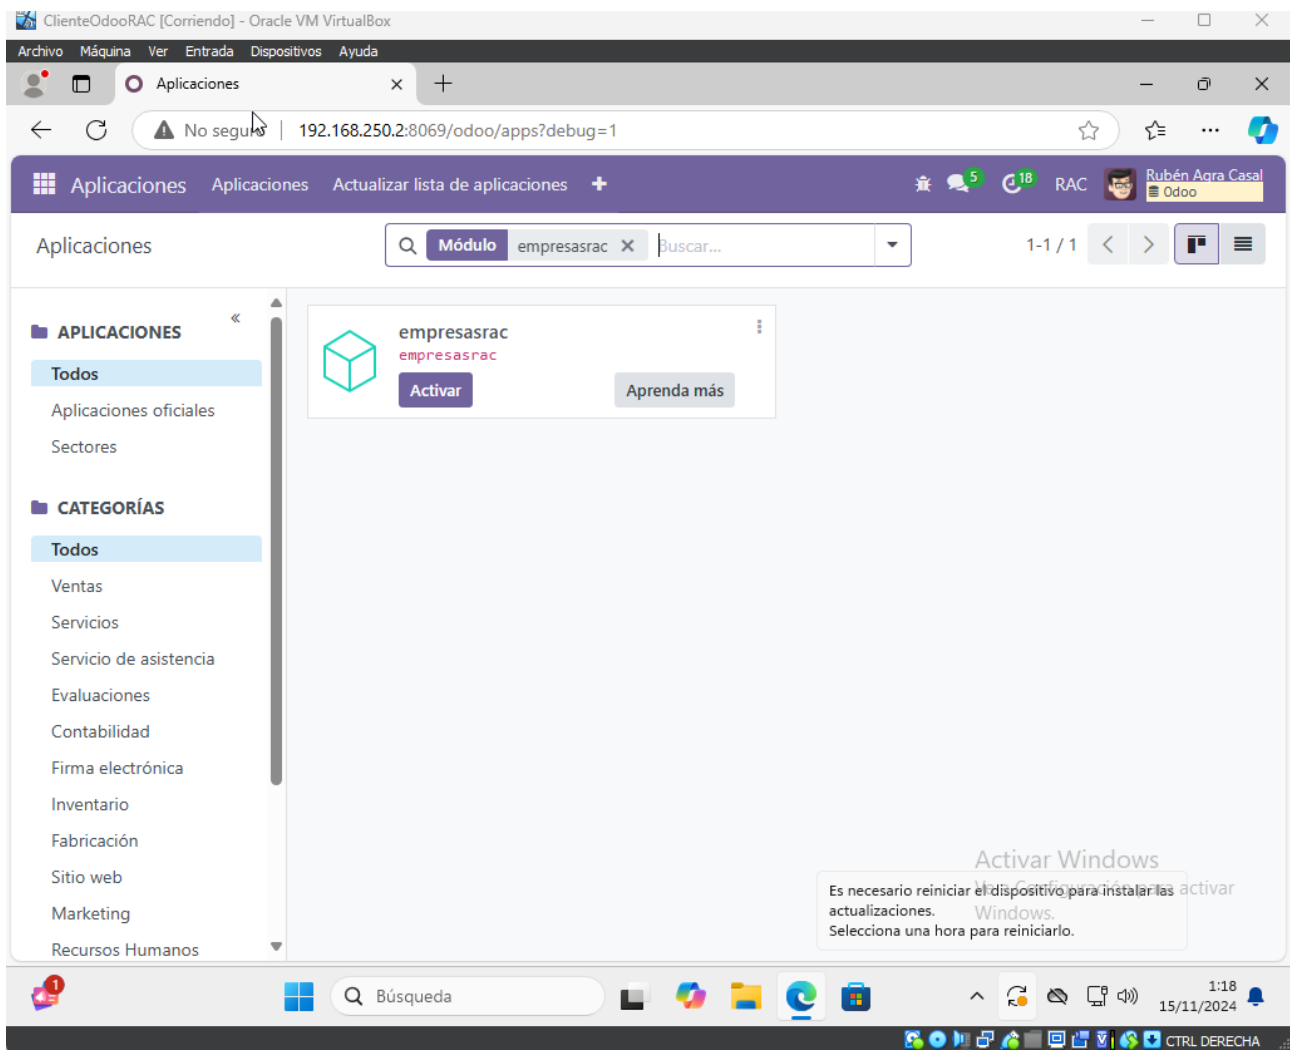 ClienteOdooRAC [Corriendo] - Oracle VM VirtualBox
Archivo Máquina Ver Entrada Dispositivos Ayuda
Aplicaciones
No seguro 192.168.250.2:8069/odoo/apps?debug=1
Aplicaciones Aplicaciones Actualizar lista de aplicaciones + 5 18 RAC Rubén Agra Casal
Odoo
Aplicaciones Módulo empresasrac Buscar... 1-1 / 1
APLICACIONES
Todos
Aplicaciones oficiales
Sectores
CATEGORÍAS
Todos
Ventas
Servicios
Servicio de asistencia
Evaluaciones
Contabilidad
Firma electrónica
Inventario
Fabricación
Sitio web
Marketing
Recursos Humanos
empresasrac
empresasrac
Activar Aprenda más
Activar Windows
Ve a Configuración para activar
Windows.
Es necesario reiniciar el dispositivo para instalar las
actualizaciones.
Selecciona una hora para reiniciarlo.
1 Búsqueda 1:18
15/11/2024
CTRL DERECHA